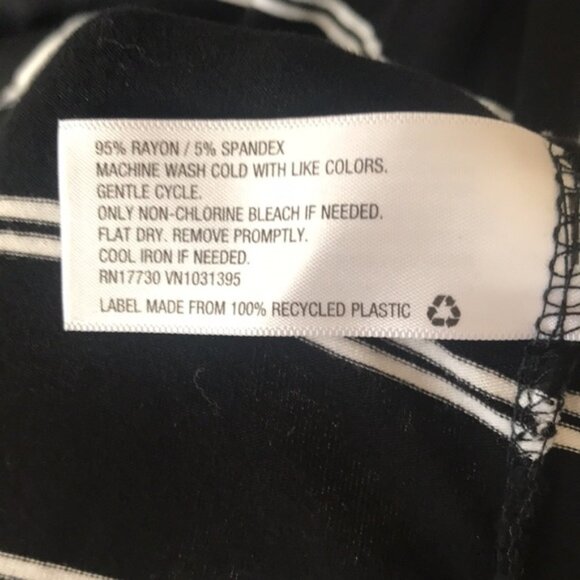 95% RAYON / 5% SPANDEX
MACHINE WASH COLD WITH LIKE COLORS.
GENTLE CYCLE.
ONLY NON-CHLORINE BLEACH IF NEEDED.
FLAT DRY. REMOVE PROMPTLY.
COOL IRON IF NEEDED.
RN17730 VN1031395
LABEL MADE FROM 100% RECYCLED PLASTIC